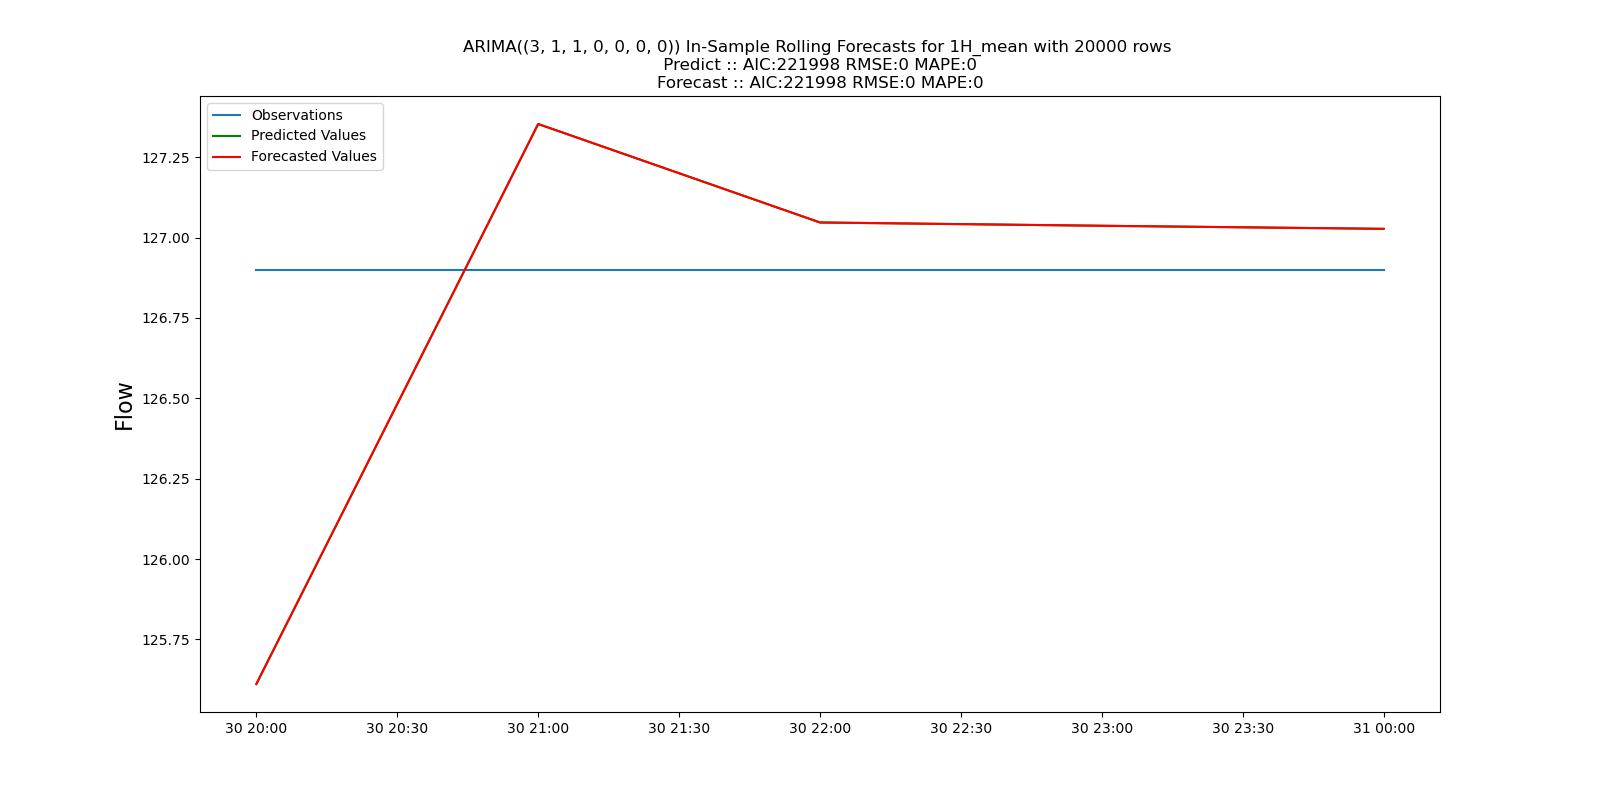 ARIMA((3, 1, 1, 0, 0, 0, 0)) In-Sample Rolling Forecasts for 1H_mean with 20000 rows
Predict :: AIC:221998 RMSE:0 MAPE:0
Forecast :: AIC:221998 RMSE:0 MAPE:0
Observations
Predicted Values
Forecasted Values
127.25
127.00
126.75
126.50
126.25
126.00
125.75
Flow
30 20:00 30 20:30 30 21:00 30 21:30 30 22:00 30 22:30 30 23:00 30 23:30 31 00:00